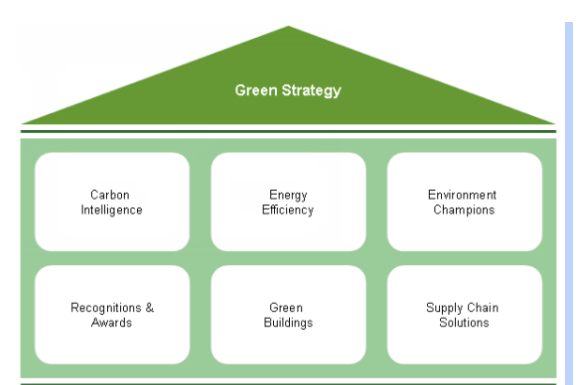 Green Strategy
Carbon
Intelligence
Energy
Efficiency
Environment
Champions
Recognitions &
Awards
Green
Buildings
Supply Chain
Solutions